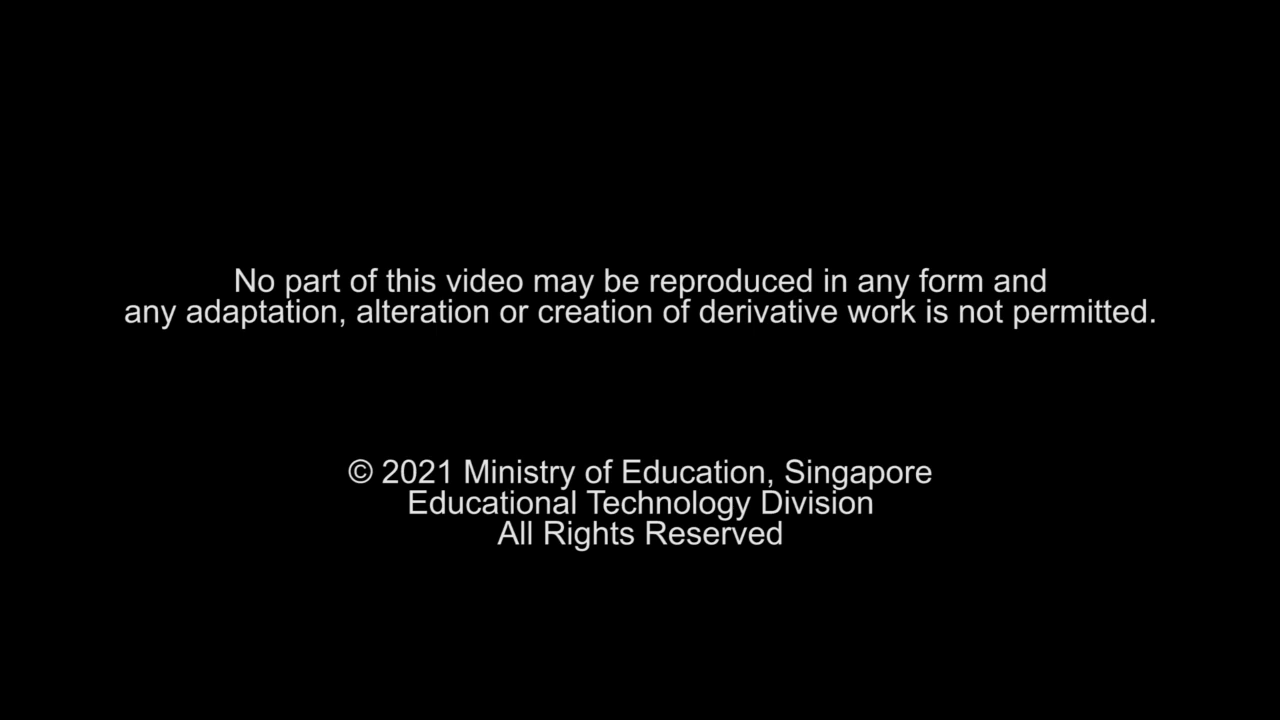 No part of this video may be reproduced in any form and
any adaptation, alteration or creation of derivative work is not permitted.
© 2021 Ministry of Education, Singapore
Educational Technology Division
All Rights Reserved